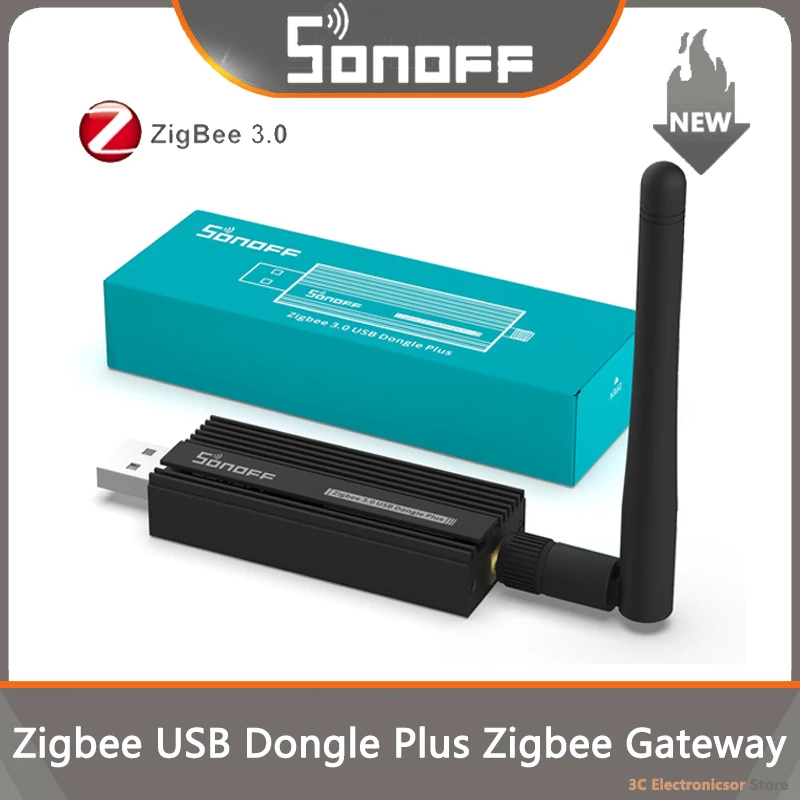 SONOFF
NEW
ZigBee 3.0
SONOFF
SONOFF
Zigbee 3.0 USB Dongle Plus
SONOFF
Zigbee 3.0 USB Dongle Plus
Zigbee USB Dongle Plus Zigbee Gateway
3C Electronicsor Store